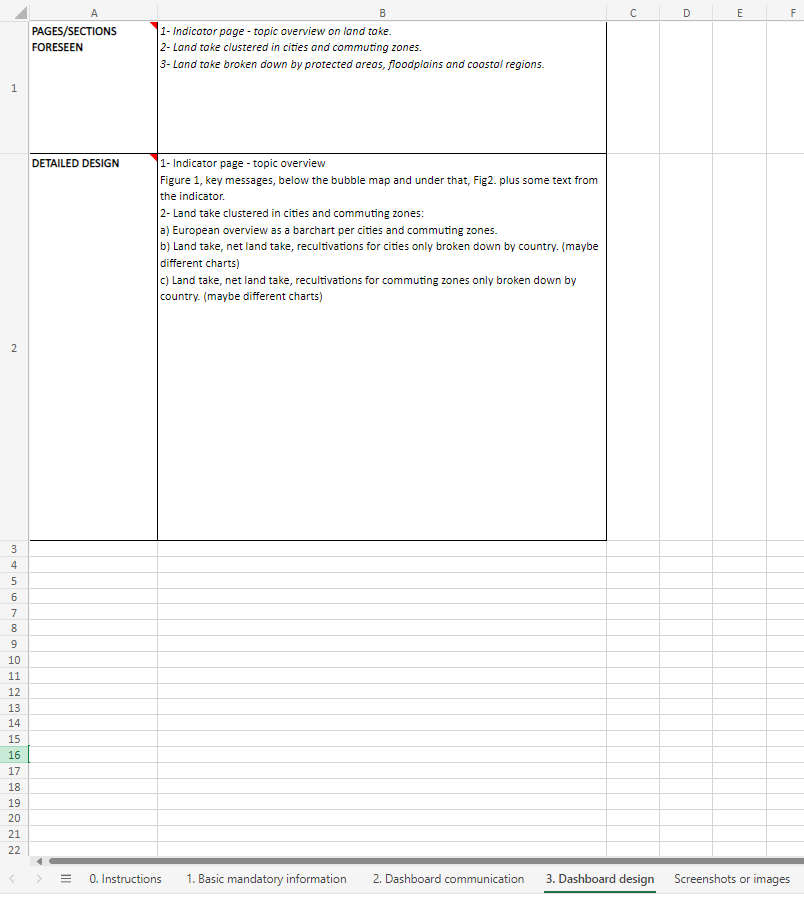 A B C D E F
1
PAGES/SECTIONS
FORESEEN
1- Indicator page - topic overview on land take.
2- Land take clustered in cities and commuting zones.
3- Land take broken down by protected areas, floodplains and coastal regions.
2
DETAILED DESIGN
1- Indicator page - topic overview
Figure 1, key messages, below the bubble map and under that, Fig2. plus some text from
the indicator.
2- Land take clustered in cities and commuting zones:
a) European overview as a barchart per cities and commuting zones.
b) Land take, net land take, recultivations for cities only broken down by country. (maybe
different charts)
c) Land take, net land take, recultivations for commuting zones only broken down by
country. (maybe different charts)
3
4
5
6
7
8
9
10
11
12
13
14
15
16
17
18
19
20
21
22
0. Instructions 1. Basic mandatory information 2. Dashboard communication 3. Dashboard design Screenshots or images